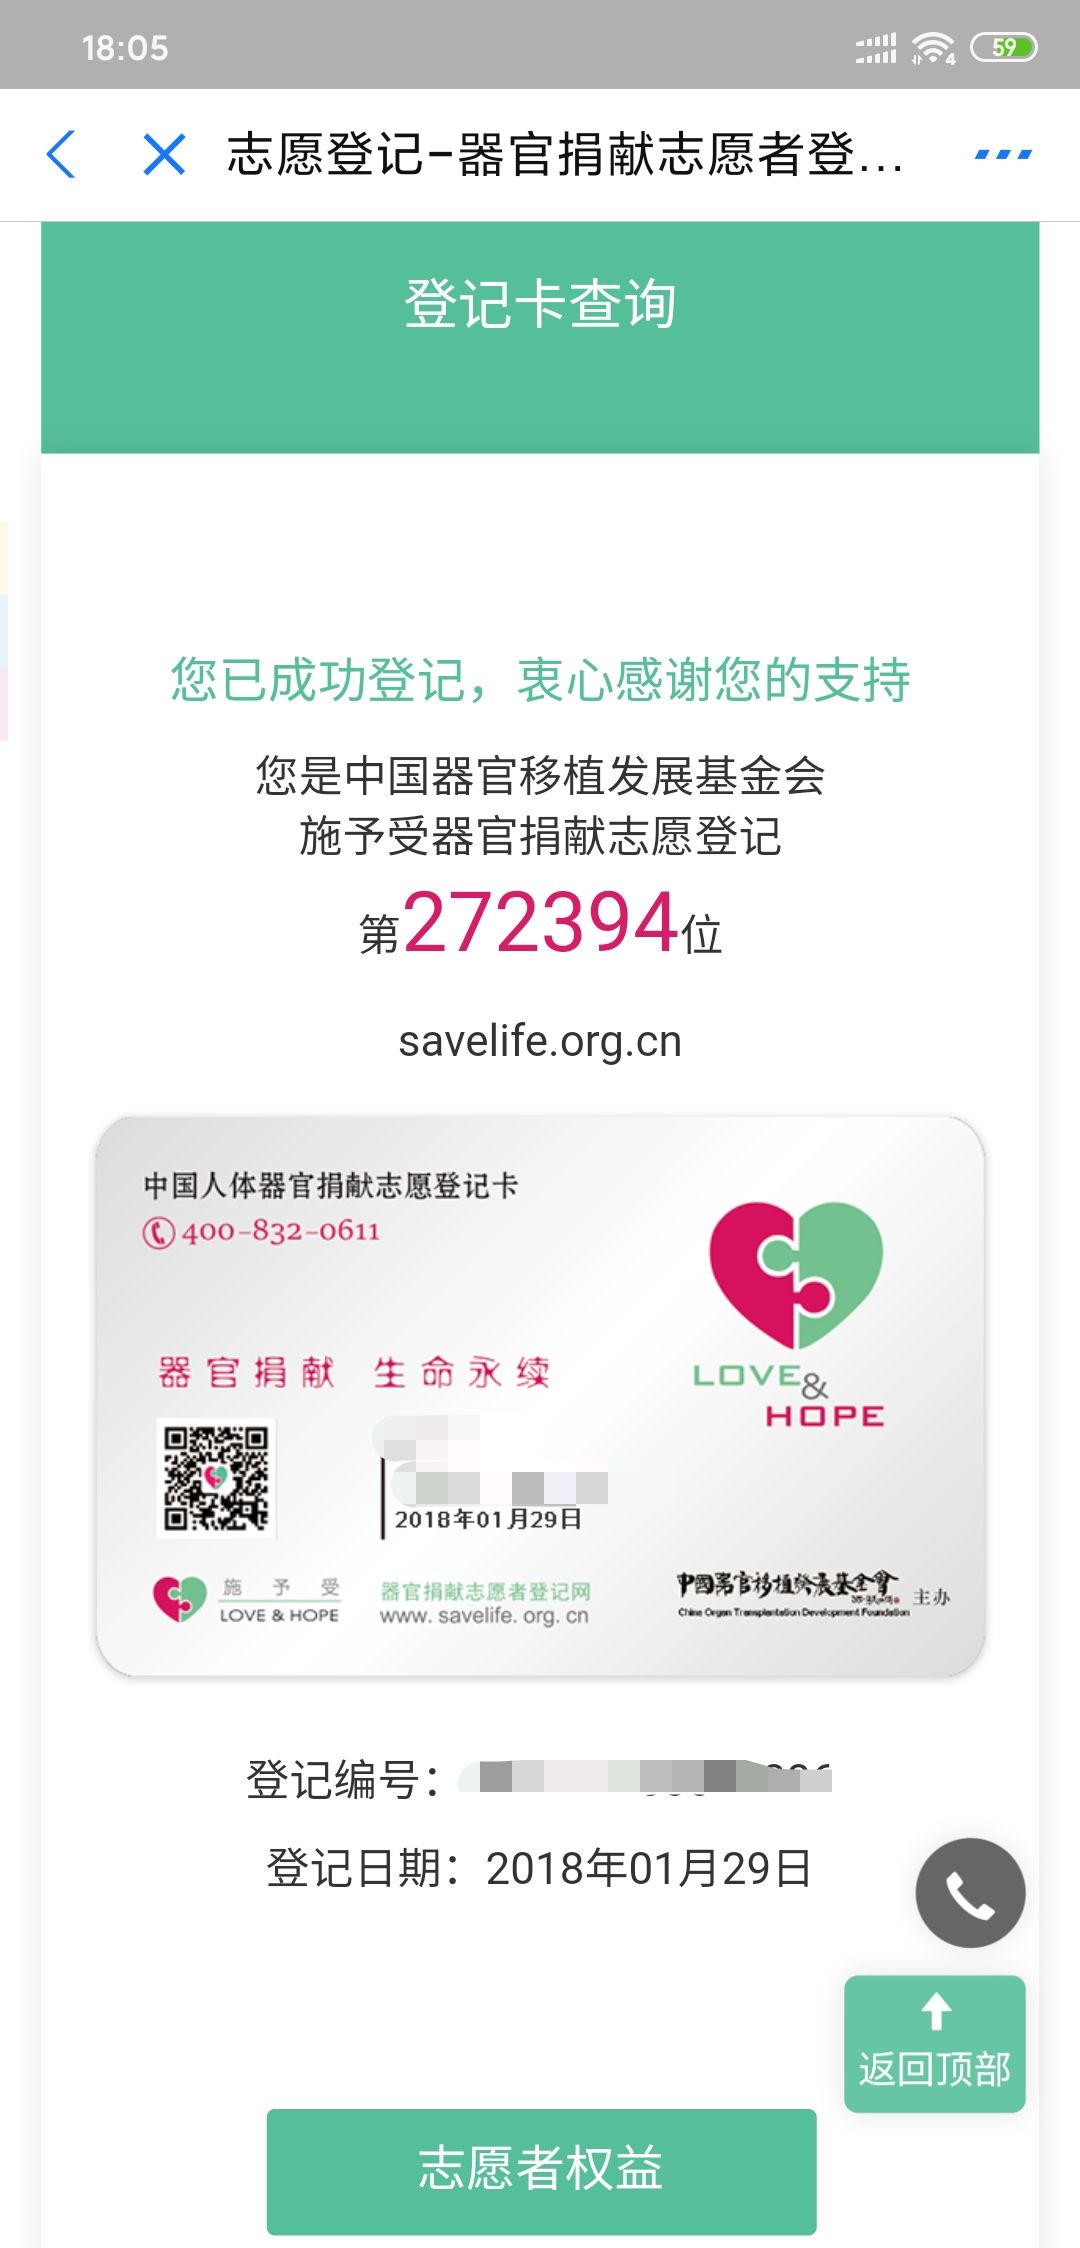 18:05
4
59
志愿登记-器官捐献志愿者登...
登记卡查询
您已成功登记，衷心感谢您的支持
您是中国器官移植发展基金会
施予受器官捐献志愿登记
第272394位
savelife.org.cn
中国人体器官捐献志愿登记卡
400-832-0611
器官捐献 生命永续
LOVE
&
HOPE
2018年01月29日
施 予 受
LOVE & HOPE
器官捐献志愿者登记网
www. savelife. org. cn
中國器官移植發展基金會
China Organ Transplantation Development Foundation
主办
登记编号：
登记日期：2018年01月29日
返回顶部
志愿者权益